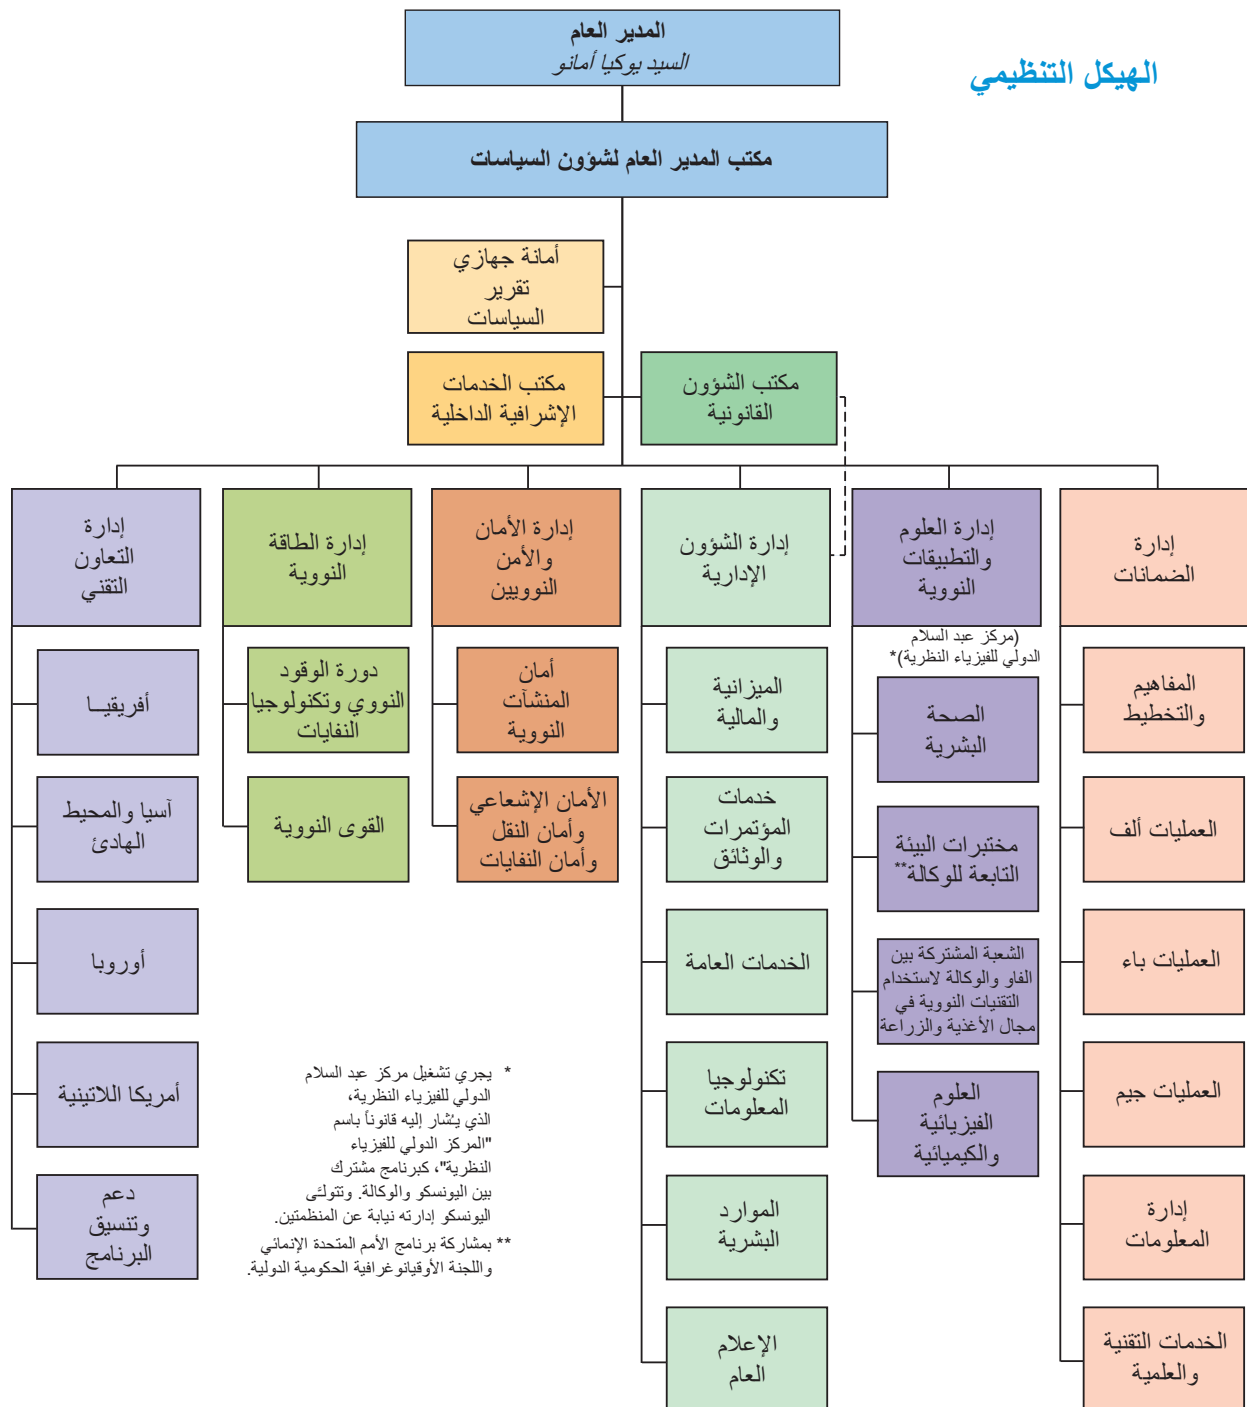 الهيكل التنظيمي
المدير العام
السيد يوكيا أمانو
مكتب المدير العام لشؤون السياسات
أمانة جهازي
تقرير
السياسات
مكتب الشؤون
القانونية
مكتب الخدمات
الإشرافية الداخلية
إدارة
الضمانات
المفاهيم
والتخطيط
العمليات ألف
العمليات باء
العمليات جيم
إدارة
المعلومات
الخدمات التقنية
والعلمية
إدارة العلوم
والتطبيقات
النووية
(مركز عبد السلام
الدولي للفيزياء النظرية)*
الصحة
البشرية
مختبرات البيئة
التابعة للوكالة**
الشعبة المشتركة بين
الفاو والوكالة لاستخدام
التقنيات النووية في
مجال الأغذية والزراعة
العلوم
الفيزيائية
والكيميائية
إدارة الشؤون
الإدارية
الميزانية
والمالية
خدمات
المؤتمرات
والوثائق
الخدمات العامة
تكنولوجيا
المعلومات
الموارد
البشرية
الإعلام
العام
إدارة الأمان
والأمن
النوويين
أمان
المنشآت
النووية
الأمان الإشعاعي
وأمان النقل
وأمان النفايات
إدارة الطاقة
النووية
دورة الوقود
النووي وتكنولوجيا
النفايات
القوى النووية
إدارة
التعاون
التقني
أفريقيــا
آسيا والمحيط
الهادئ
أوروبا
أمريكا اللاتينية
دعم
وتنسيق
البرنامج
* يجري تشغيل مركز عبد السلام
الدولي للفيزياء النظرية،
الذي يـُشار إليه قانوناً باسم
"المركز الدولي للفيزياء
النظرية"، كبرنامج مشترك
بين اليونسكو والوكالة. وتتولـَّى
اليونسكو إدارته نيابة عن المنظمتين.
** بمشاركة برنامج الأمم المتحدة الإنمائي
واللجنة الأوقيانوغرافية الحكومية الدولية.